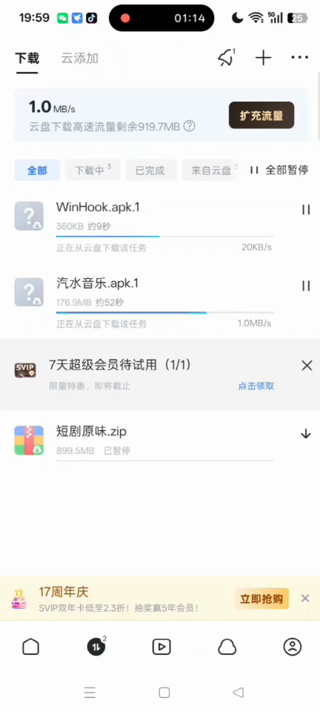 19:59
01:14
5G
25
下载
云添加
1
1.0 MB/s
云盘下载高速流量剩余919.7MB
扩充流量
全部
下载中 3
已完成
来自云盘 3
全部暂停
WinHook.apk.1
360KB 约9秒
正在从云盘下载该任务
20KB/s
汽水音乐.apk.1
176.9MB 约52秒
正在从云盘下载该任务
1.0MB/s
SVIP
7天超级会员待试用（1/1）
限量特惠，即将截止
点击领取
短剧原味.zip
899.5MB 已暂停
17周年庆
SVIP双年卡低至2.3折！抽奖赢5年会员！
立即抢购
2